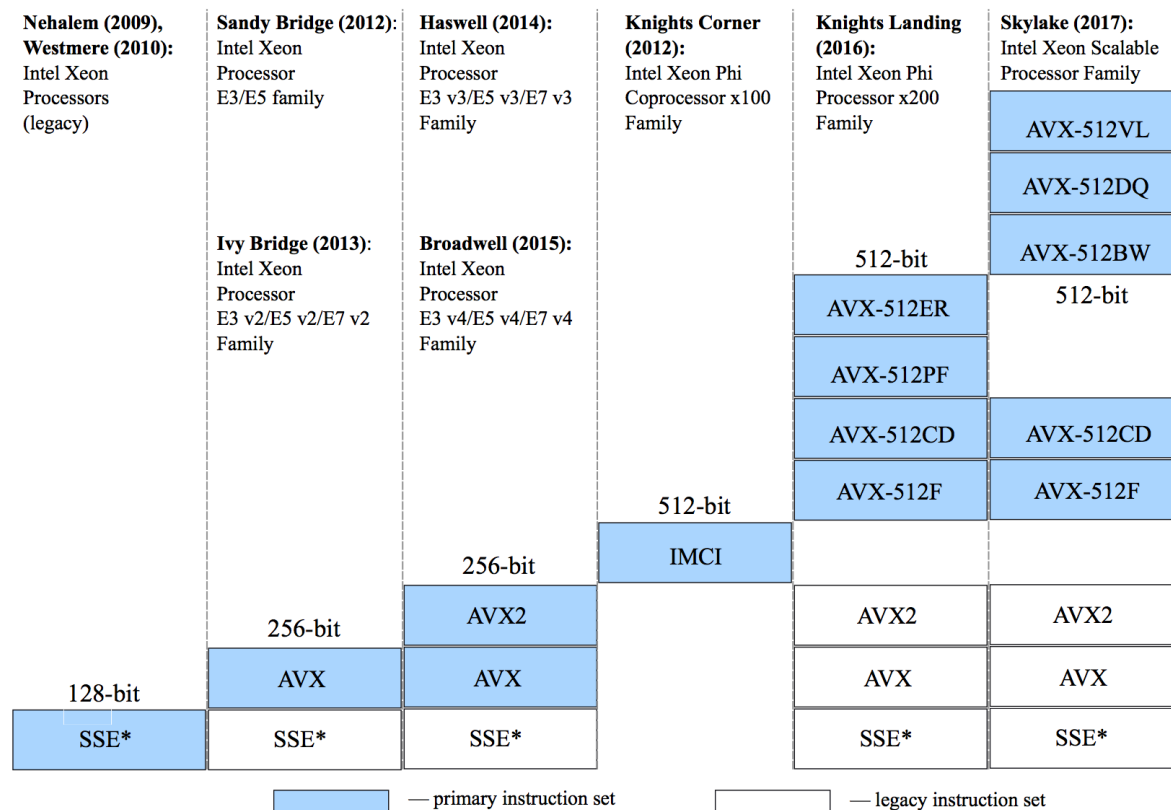 Nehalem (2009),
Westmere (2010):
Intel Xeon
Processors
(legacy)
128-bit
SSE*
Sandy Bridge (2012):
Intel Xeon
Processor
E3/E5 family
Ivy Bridge (2013):
Intel Xeon
Processor
E3 v2/E5 v2/E7 v2
Family
256-bit
AVX
SSE*
Haswell (2014):
Intel Xeon
Processor
E3 v3/E5 v3/E7 v3
Family
Broadwell (2015):
Intel Xeon
Processor
E3 v4/E5 v4/E7 v4
Family
256-bit
AVX2
AVX
SSE*
Knights Corner
(2012):
Intel Xeon Phi
Coprocessor x100
Family
512-bit
IMCI
Knights Landing
(2016):
Intel Xeon Phi
Processor x200
Family
512-bit
AVX-512ER
AVX-512PF
AVX-512CD
AVX-512F
AVX2
AVX
SSE*
Skylake (2017):
Intel Xeon Scalable
Processor Family
AVX-512VL
AVX-512DQ
AVX-512BW
512-bit
AVX-512CD
AVX-512F
AVX2
AVX
SSE*
— primary instruction set
— legacy instruction set